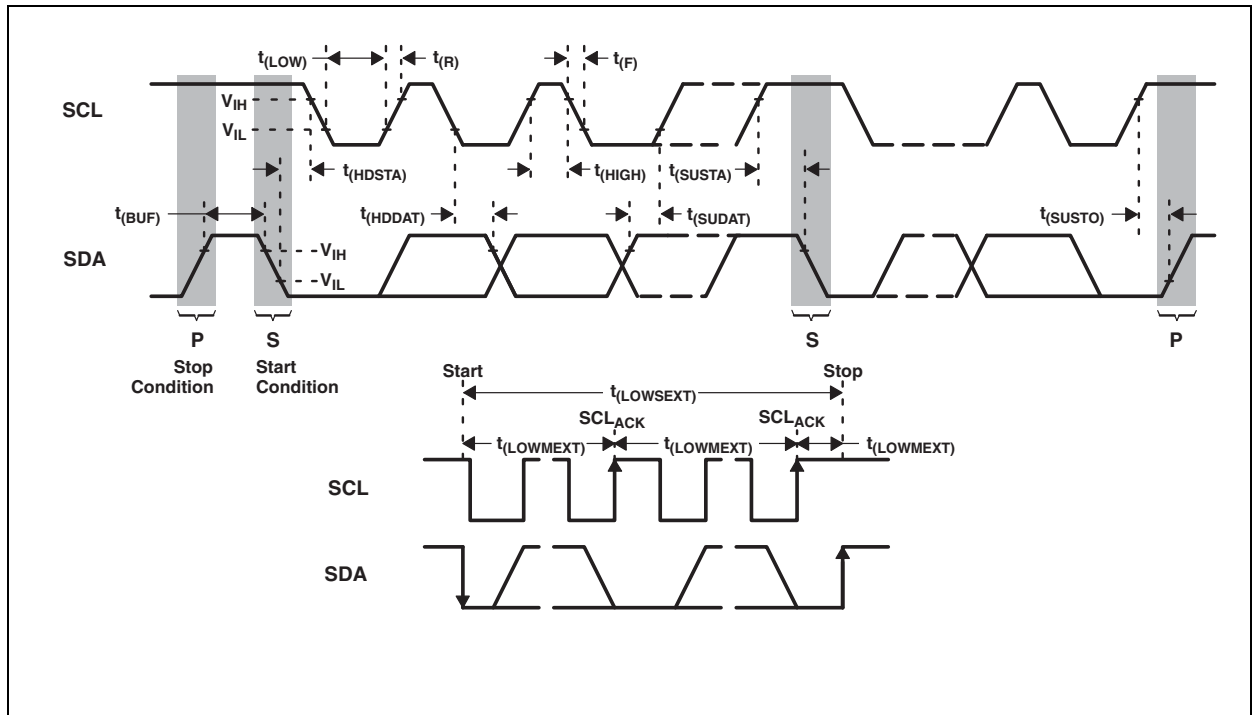 t(LOW) t(R) t(F)
SCL
VIH
VIL
t(HDSTA) t(HIGH) t(SUSTA)
t(BUF) t(HDDAT) t(SUDAT) t(SUSTO)
SDA
VIH
VIL
P S S P
Stop Condition
Start Condition
Start Stop
t(LOWSEXT)
SCLACK SCLACK
t(LOWMEXT) t(LOWMEXT) t(LOWMEXT)
SCL
SDA